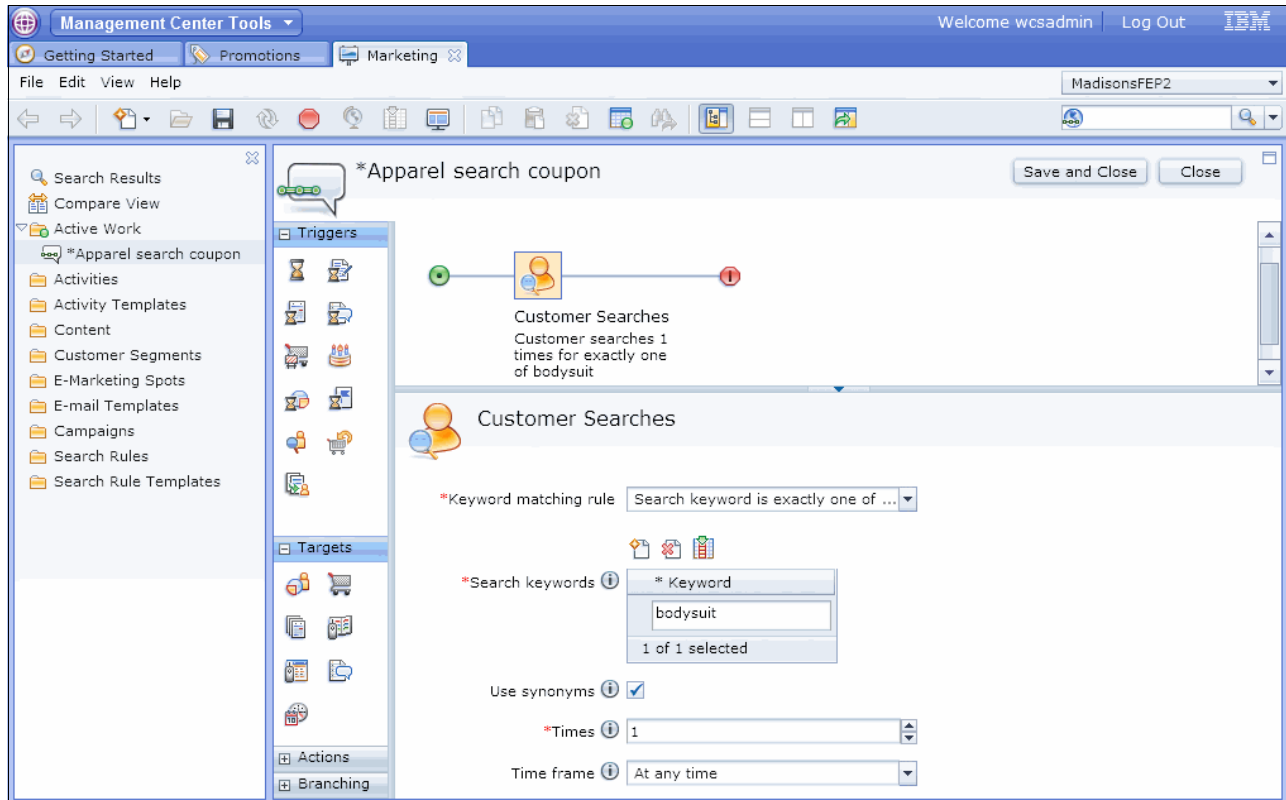 Management Center Tools
Welcome wcsadmin
Log Out
IBM
Getting Started
Promotions
Marketing
File Edit View Help
MadisonsFEP2
Search Results
Compare View
Active Work
*Apparel search coupon
Activities
Activity Templates
Content
Customer Segments
E-Marketing Spots
E-mail Templates
Campaigns
Search Rules
Search Rule Templates
*Apparel search coupon
Save and Close
Close
Triggers
Targets
Actions
Branching
Customer Searches
Customer searches 1
times for exactly one
of bodysuit
Customer Searches
*Keyword matching rule
Search keyword is exactly one of ...
*Search keywords
* Keyword
bodysuit
1 of 1 selected
Use synonyms
*Times
1
Time frame
At any time